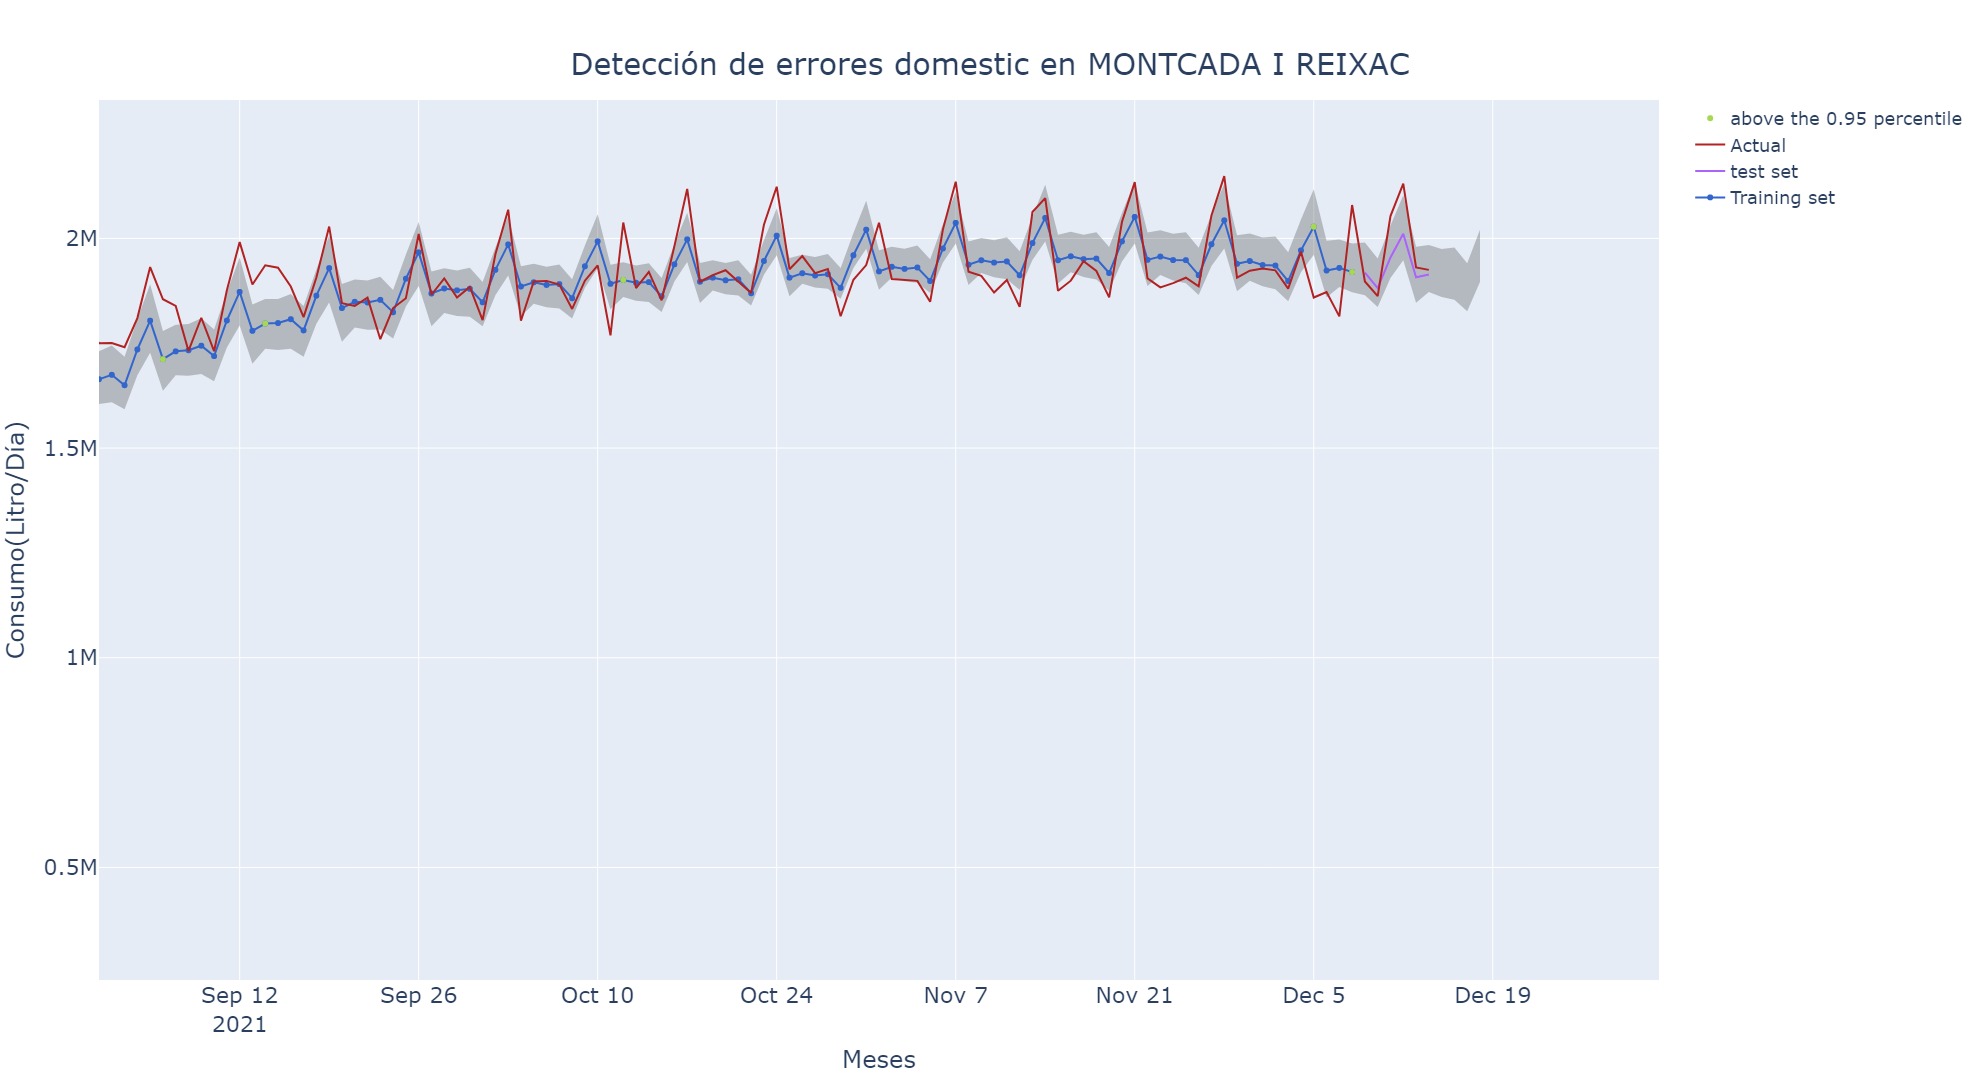 Detección de errores domestic en MONTCADA I REIXAC
above the 0.95 percentile
Actual
test set
Training set
Consumo(Litro/Día)
2M
1.5M
1M
0.5M
Sep 12
2021
Sep 26
Oct 10
Oct 24
Nov 7
Nov 21
Dec 5
Dec 19
Meses